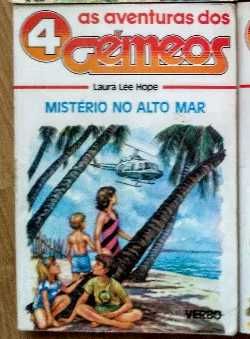 4
as aventuras dos
Gémeos
Laura Lee Hope
MISTÉRIO NO ALTO MAR
VERBO